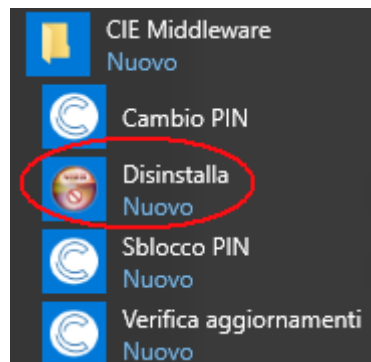 CIE Middleware
Nuovo
Cambio PIN
Disinstalla
Nuovo
Sblocco PIN
Nuovo
Verifica aggiornamenti
Nuovo